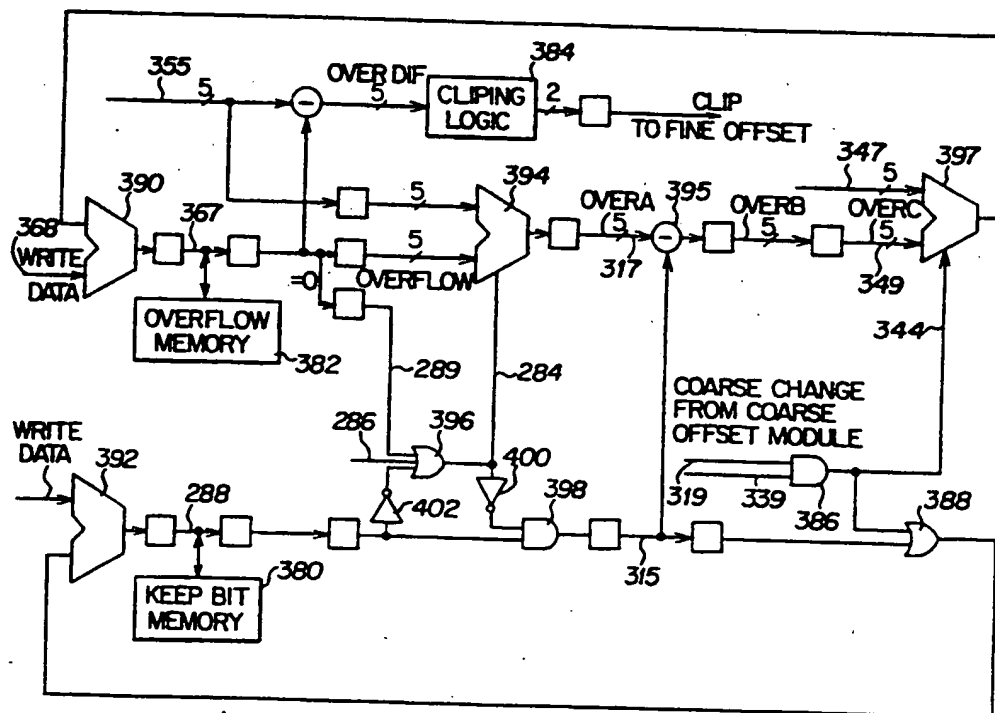 355
5
OVER DIF
5
384
CLIPING
LOGIC
2
CLIP
TO FINE OFFSET
347
5
397
390
368
WRITE
DATA
367
5
394
5
OVERFLOW
=0
OVERA
5
317
395
OVERB
5
OVERC
5
349
344
OVERFLOW
MEMORY
382
289
284
COARSE CHANGE
FROM COARSE
OFFSET MODULE
WRITE
DATA
392
286
396
400
398
319
339
386
388
288
402
315
KEEP BIT
MEMORY
380